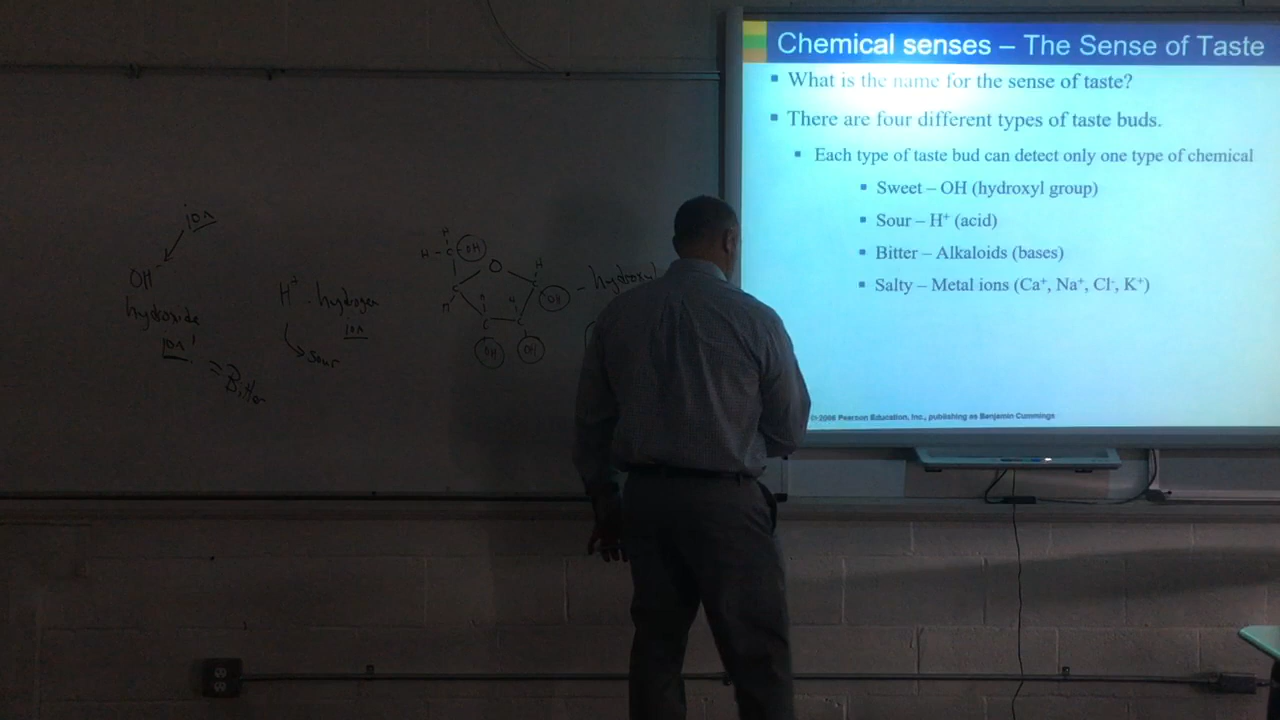 Chemical senses – The Sense of Taste
▪ What is the name for the sense of taste?
▪ There are four different types of taste buds.
▪ Each type of taste bud can detect only one type of chemical
▪ Sweet – OH (hydroxyl group)
▪ Sour – H⁺ (acid)
▪ Bitter – Alkaloids (bases)
▪ Salty – Metal ions (Ca⁺, Na⁺, Cl⁻, K⁺)
© 2006 Pearson Education, Inc., publishing as Benjamin Cummings
ion
OH⁻
hydroxide
ion
= Bitter
H⁺ - hydrogen
ion
sour
H
H - C - OH
O
C
H
C
H
OH - hydroxyl
H
H
C
C
OH
OH